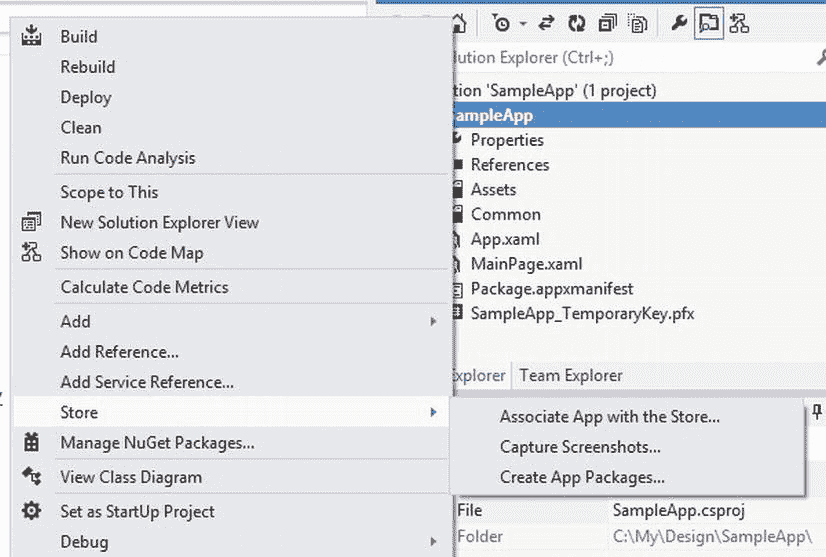 Build
Rebuild
Deploy
Clean
Run Code Analysis
Scope to This
New Solution Explorer View
Show on Code Map
Calculate Code Metrics
Add
Add Reference...
Add Service Reference...
Store
Manage NuGet Packages...
View Class Diagram
Set as StartUp Project
Debug
lution Explorer (Ctrl+;)
tion 'SampleApp' (1 project)
ampleApp
Properties
References
Assets
Common
App.xaml
MainPage.xaml
Package.appxmanifest
SampleApp_TemporaryKey.pfx
xplorer Team Explorer
Associate App with the Store...
Capture Screenshots...
Create App Packages...
File SampleApp.csproj
Folder C:\My\Design\SampleApp\